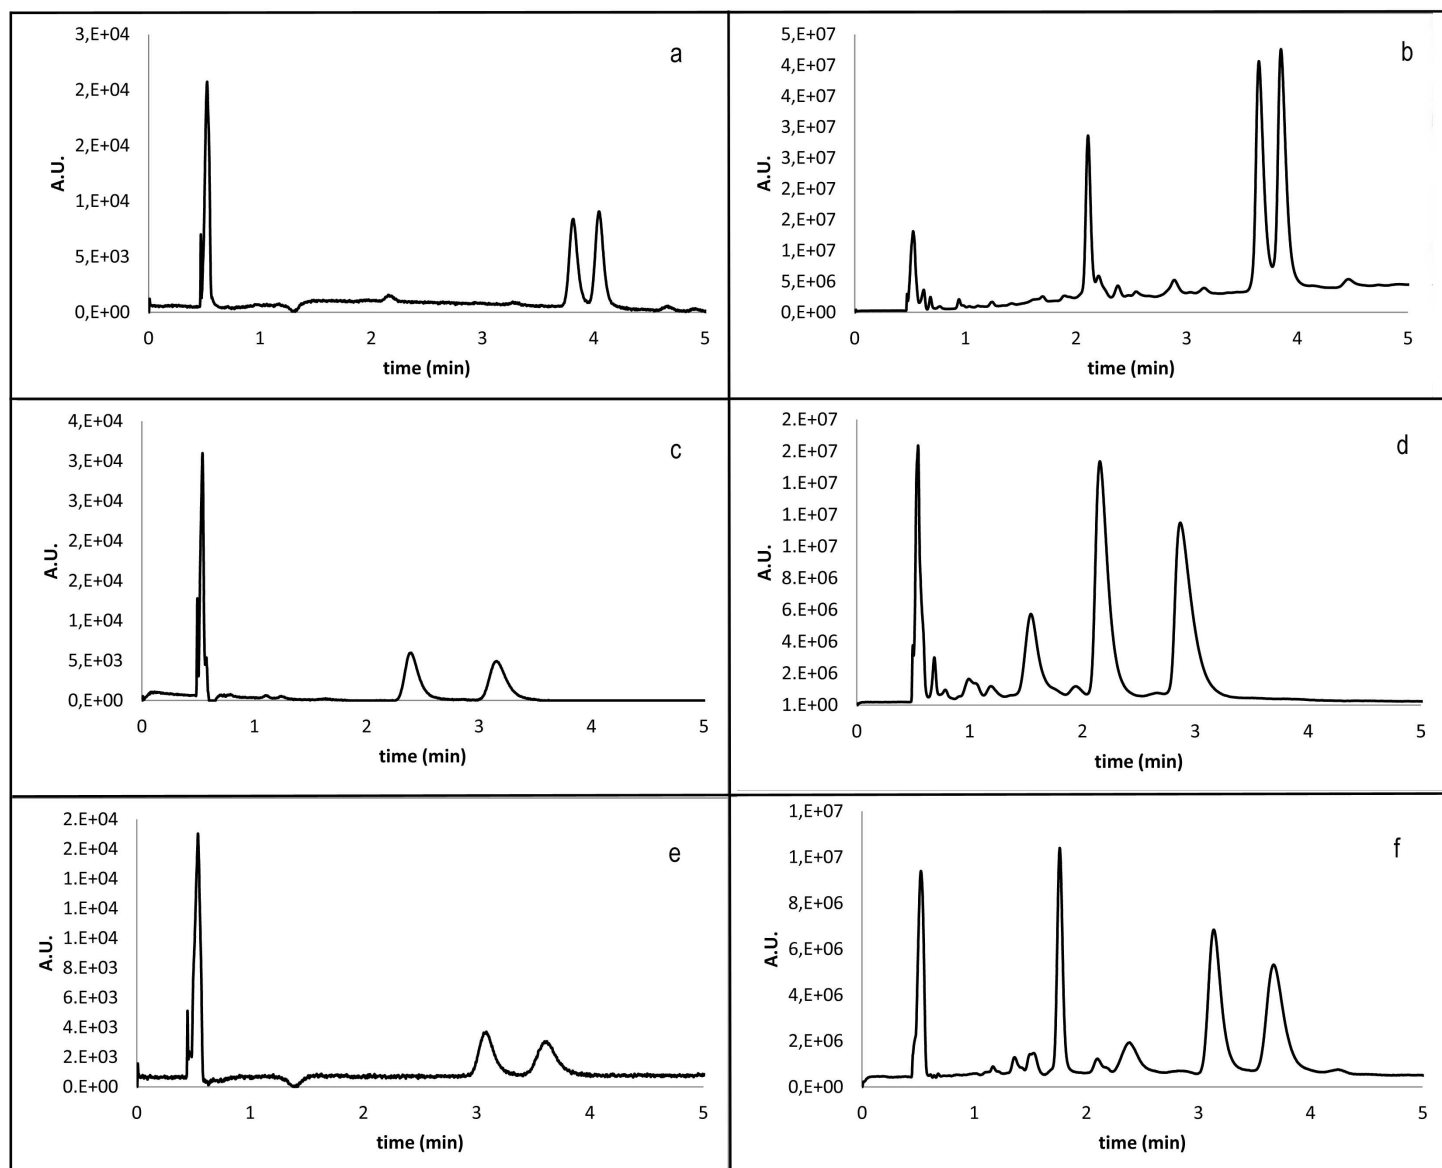 a
3,E+04
2,E+04
2,E+04
1,E+04
5,E+03
0,E+00
A.U.
0 1 2 3 4 5
time (min)
b
5,E+07
4,E+07
4,E+07
3,E+07
3,E+07
2,E+07
2,E+07
1,E+07
5,E+06
0,E+00
A.U.
0 1 2 3 4 5
time (min)
c
4,E+04
3,E+04
3,E+04
2,E+04
2,E+04
1,E+04
5,E+03
0,E+00
A.U.
0 1 2 3 4 5
time (min)
d
2.E+07
2.E+07
1.E+07
1.E+07
1.E+07
8.E+06
6.E+06
4.E+06
2.E+06
1.E+00
A.U.
0 1 2 3 4 5
time (min)
e
2.E+04
2.E+04
1.E+04
1.E+04
1.E+04
8.E+03
6.E+03
4.E+03
2.E+03
0.E+00
A.U.
0 1 2 3 4 5
time (min)
f
1,E+07
1,E+07
8,E+06
6,E+06
4,E+06
2,E+06
0,E+00
A.U.
0 1 2 3 4 5
time (min)